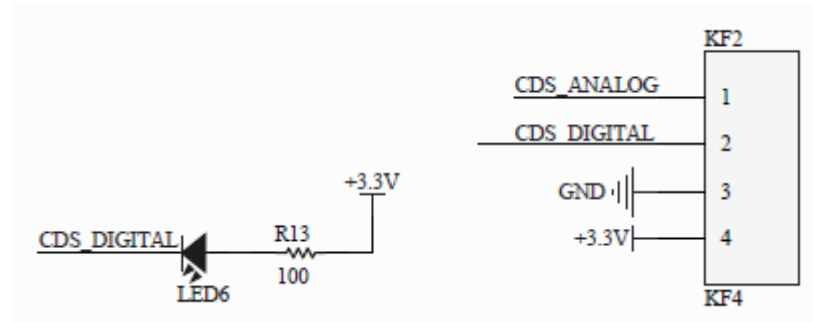 KF2
CDS_ANALOG 1
CDS_DIGITAL 2
GND 3
+3.3V 4
KF4
+3.3V
CDS_DIGITAL
R13
100
LED6